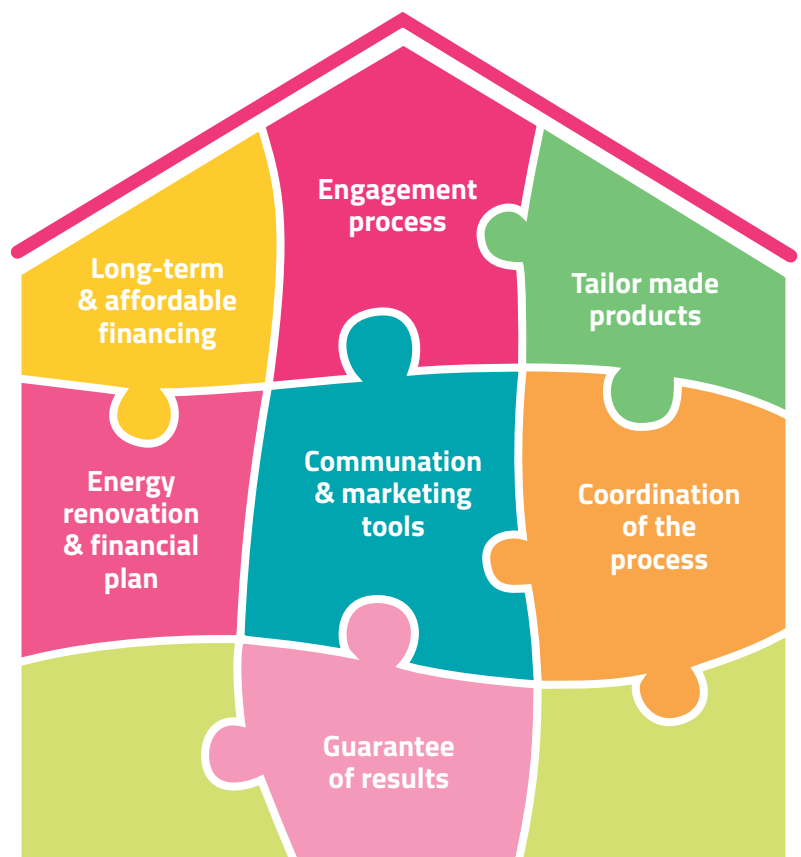 Engagement
process
Long-term
& affordable
financing
Tailor made
products
Energy
renovation
& financial
plan
Communation
& marketing
tools
Coordination
of the
process
Guarantee
of results